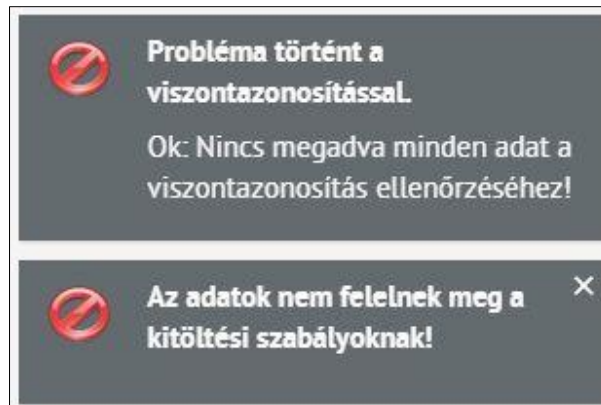 Probléma történt a
viszontazonosítással.
Ok: Nincs megadva minden adat a
viszontazonosítás ellenőrzéséhez!
Az adatok nem felelnek meg a
kitöltési szabályoknak!